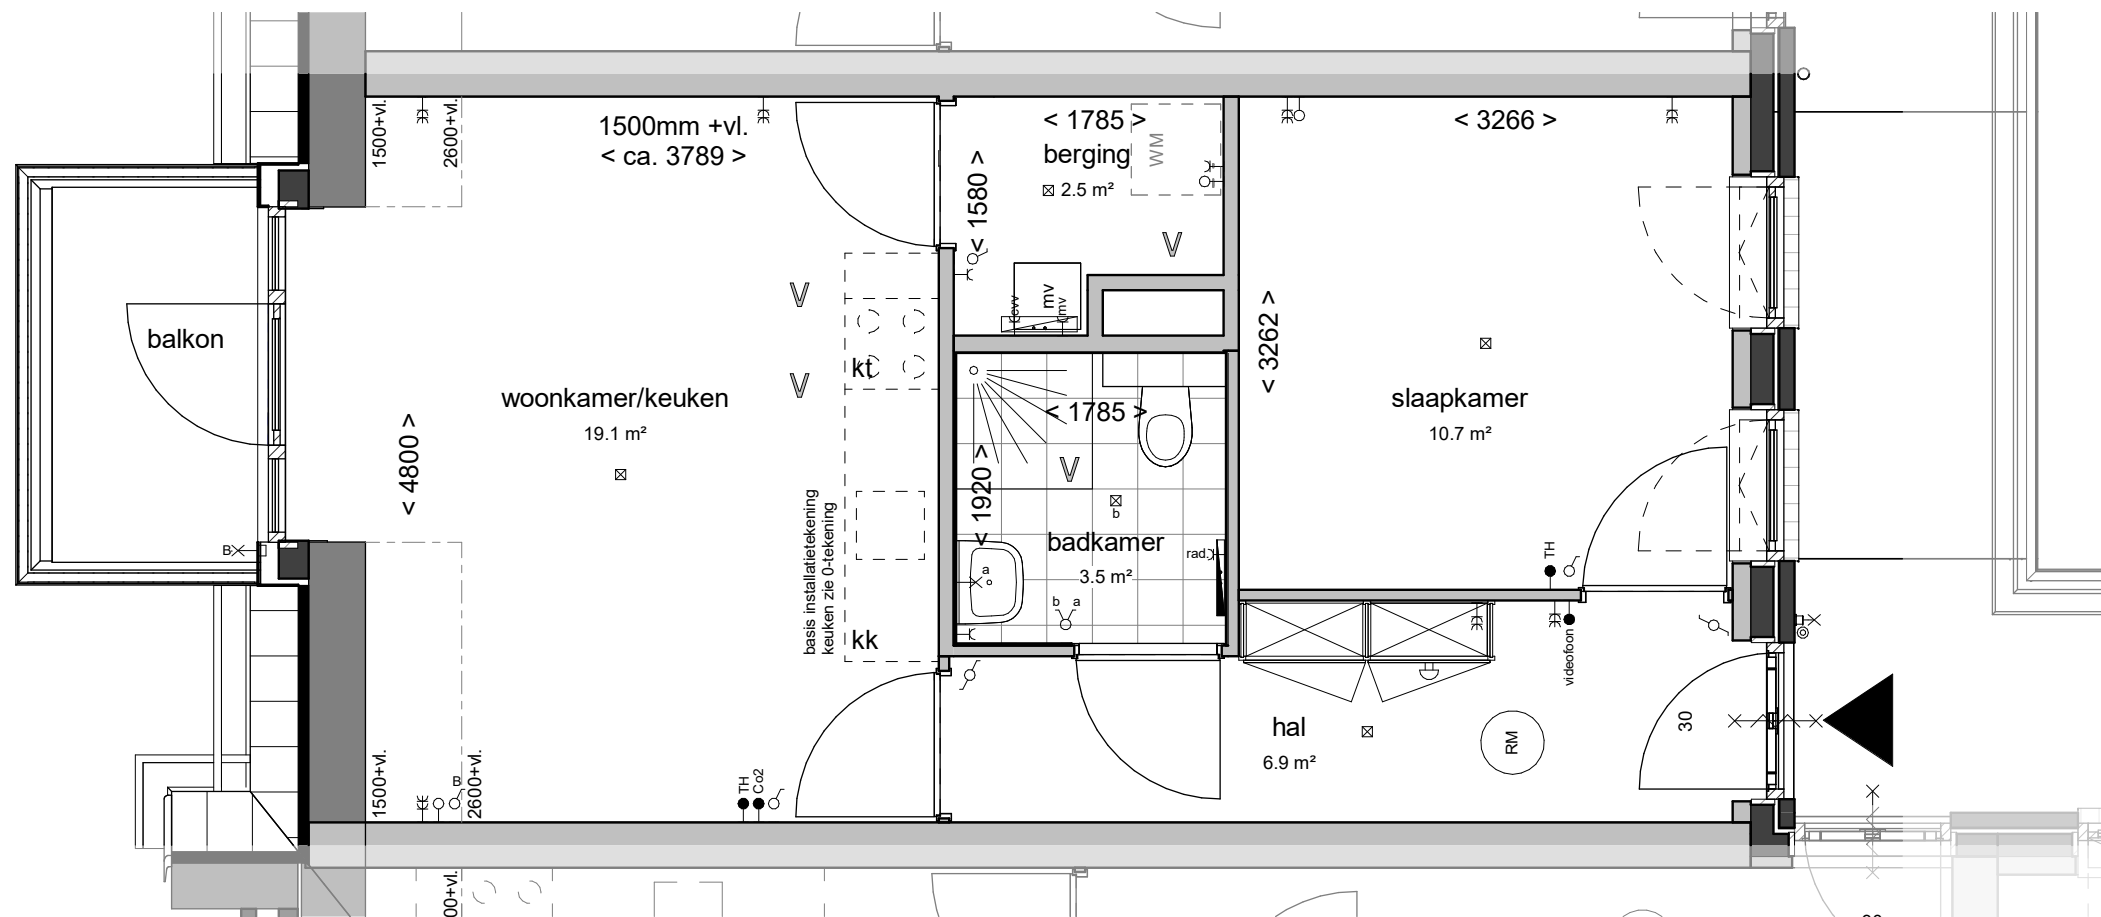 1500+vl.
2600+vl.
1500mm +vl.
< ca. 3789 >
< 1785 >
berging
2.5 m²
WM
< 1580 >
< 3266 >
cvv
mv
mv
balkon
kt
woonkamer/keuken
19.1 m²
< 4800 >
< 3262 >
slaapkamer
10.7 m²
< 1785 >
< 1920 >
b
badkamer
3.5 m²
rad.
a
b a
B
basis installatietekening
keuken zie 0-tekening
kk
TH
videofoon
hal
6.9 m²
RM
30
1500+vl.
B
2600+vl.
TH
Co2